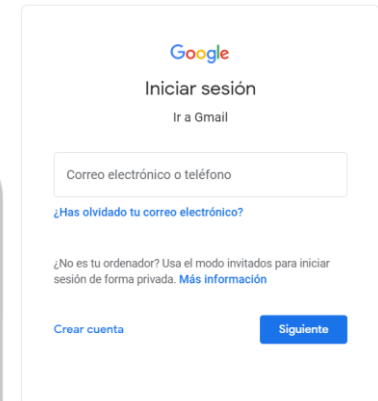 Google
Iniciar sesión
Ir a Gmail
Correo electrónico o teléfono
¿Has olvidado tu correo electrónico?
¿No es tu ordenador? Usa el modo invitados para iniciar
sesión de forma privada. Más información
Crear cuenta
Siguiente